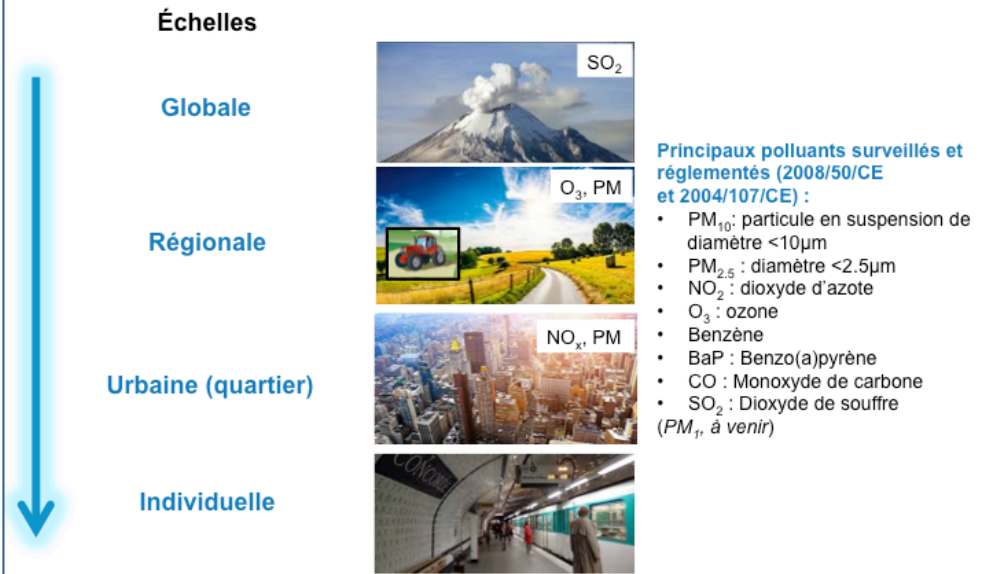 Échelles
Globale
SO₂
Régionale
O₃, PM
Urbaine (quartier)
NOₓ, PM
Individuelle
CONCORDE
Principaux polluants surveillés et
réglementés (2008/50/CE
et 2004/107/CE) :
• PM₁₀: particule en suspension de
diamètre <10µm
• PM₂.₅ : diamètre <2.5µm
• NO₂ : dioxyde d'azote
• O₃ : ozone
• Benzène
• BaP : Benzo(a)pyrène
• CO : Monoxyde de carbone
• SO₂ : Dioxyde de souffre
(PM₁, à venir)